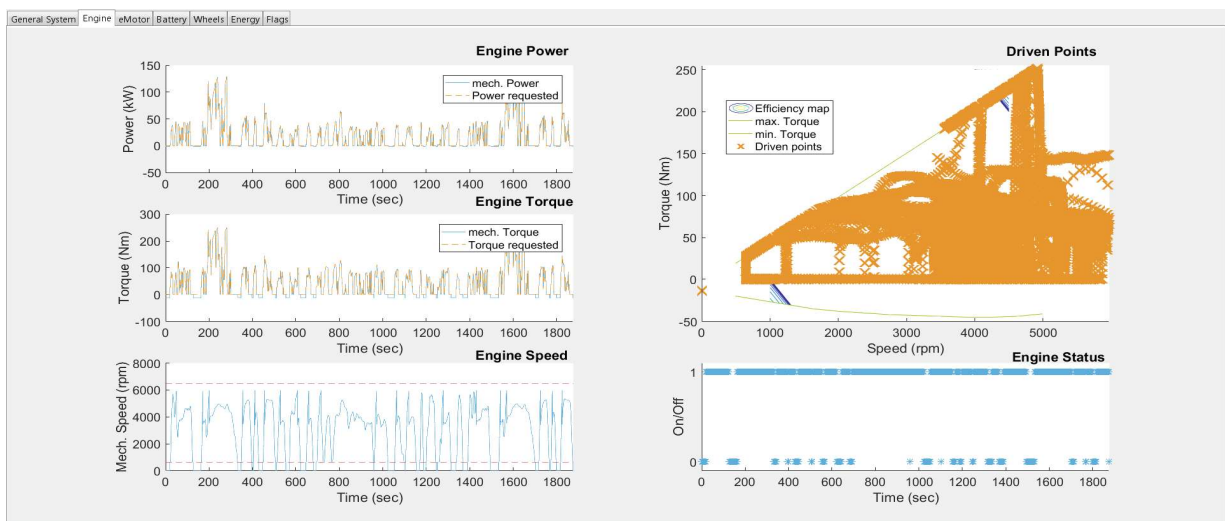 General System Engine eMotor Battery Wheels Energy Flags
Engine Power
150
100
50
0
-50
Power (kW)
mech. Power
Power requested
0 200 400 600 800 1000 1200 1400 1600 1800
Time (sec)
Engine Torque
300
200
100
0
-100
Torque (Nm)
mech. Torque
Torque requested
0 200 400 600 800 1000 1200 1400 1600 1800
Time (sec)
Engine Speed
8000
6000
4000
2000
0
Mech. Speed (rpm)
0 200 400 600 800 1000 1200 1400 1600 1800
Time (sec)
Driven Points
250
200
150
100
50
0
-50
Torque (Nm)
Efficiency map
max. Torque
min. Torque
Driven points
0 1000 2000 3000 4000 5000
Speed (rpm)
Engine Status
1
0
On/Off
0 200 400 600 800 1000 1200 1400 1600 1800
Time (sec)